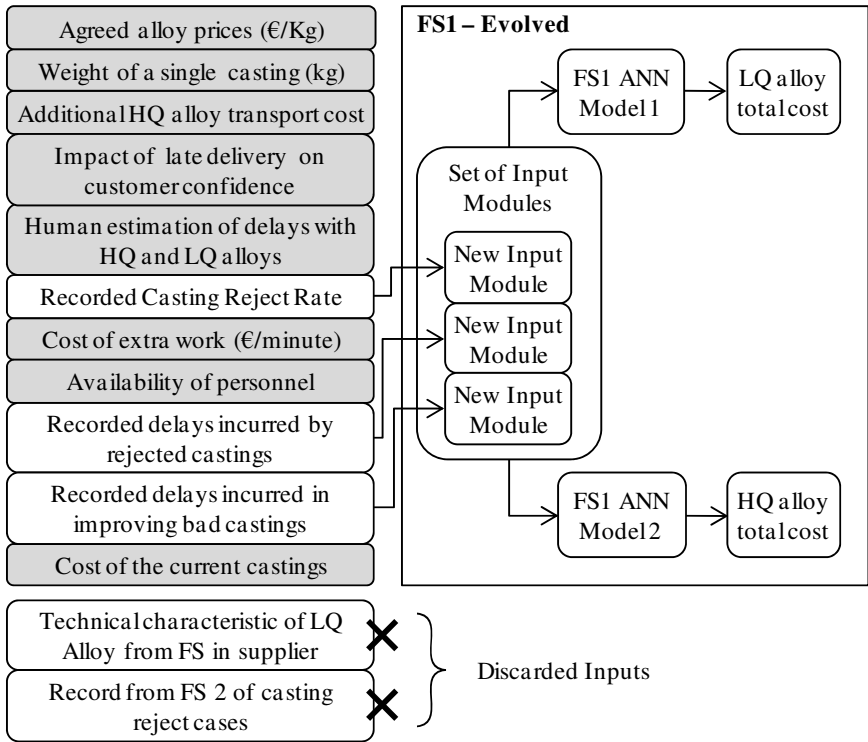 Agreed alloy prices (€/Kg)
Weight of a single casting (kg)
Additional HQ alloy transport cost
Impact of late delivery on
customer confidence
Human estimation of delays with
HQ and LQ alloys
Recorded Casting Reject Rate
Cost of extra work (€/minute)
Availability of personnel
Recorded delays incurred by
rejected castings
Recorded delays incurred in
improving bad castings
Cost of the current castings
Technical characteristic of LQ
Alloy from FS in supplier
Record from FS 2 of casting
reject cases
Discarded Inputs
FS1 – Evolved
FS1 ANN
Model 1
LQ alloy
total cost
Set of Input
Modules
New Input
Module
New Input
Module
New Input
Module
FS1 ANN
Model 2
HQ alloy
total cost